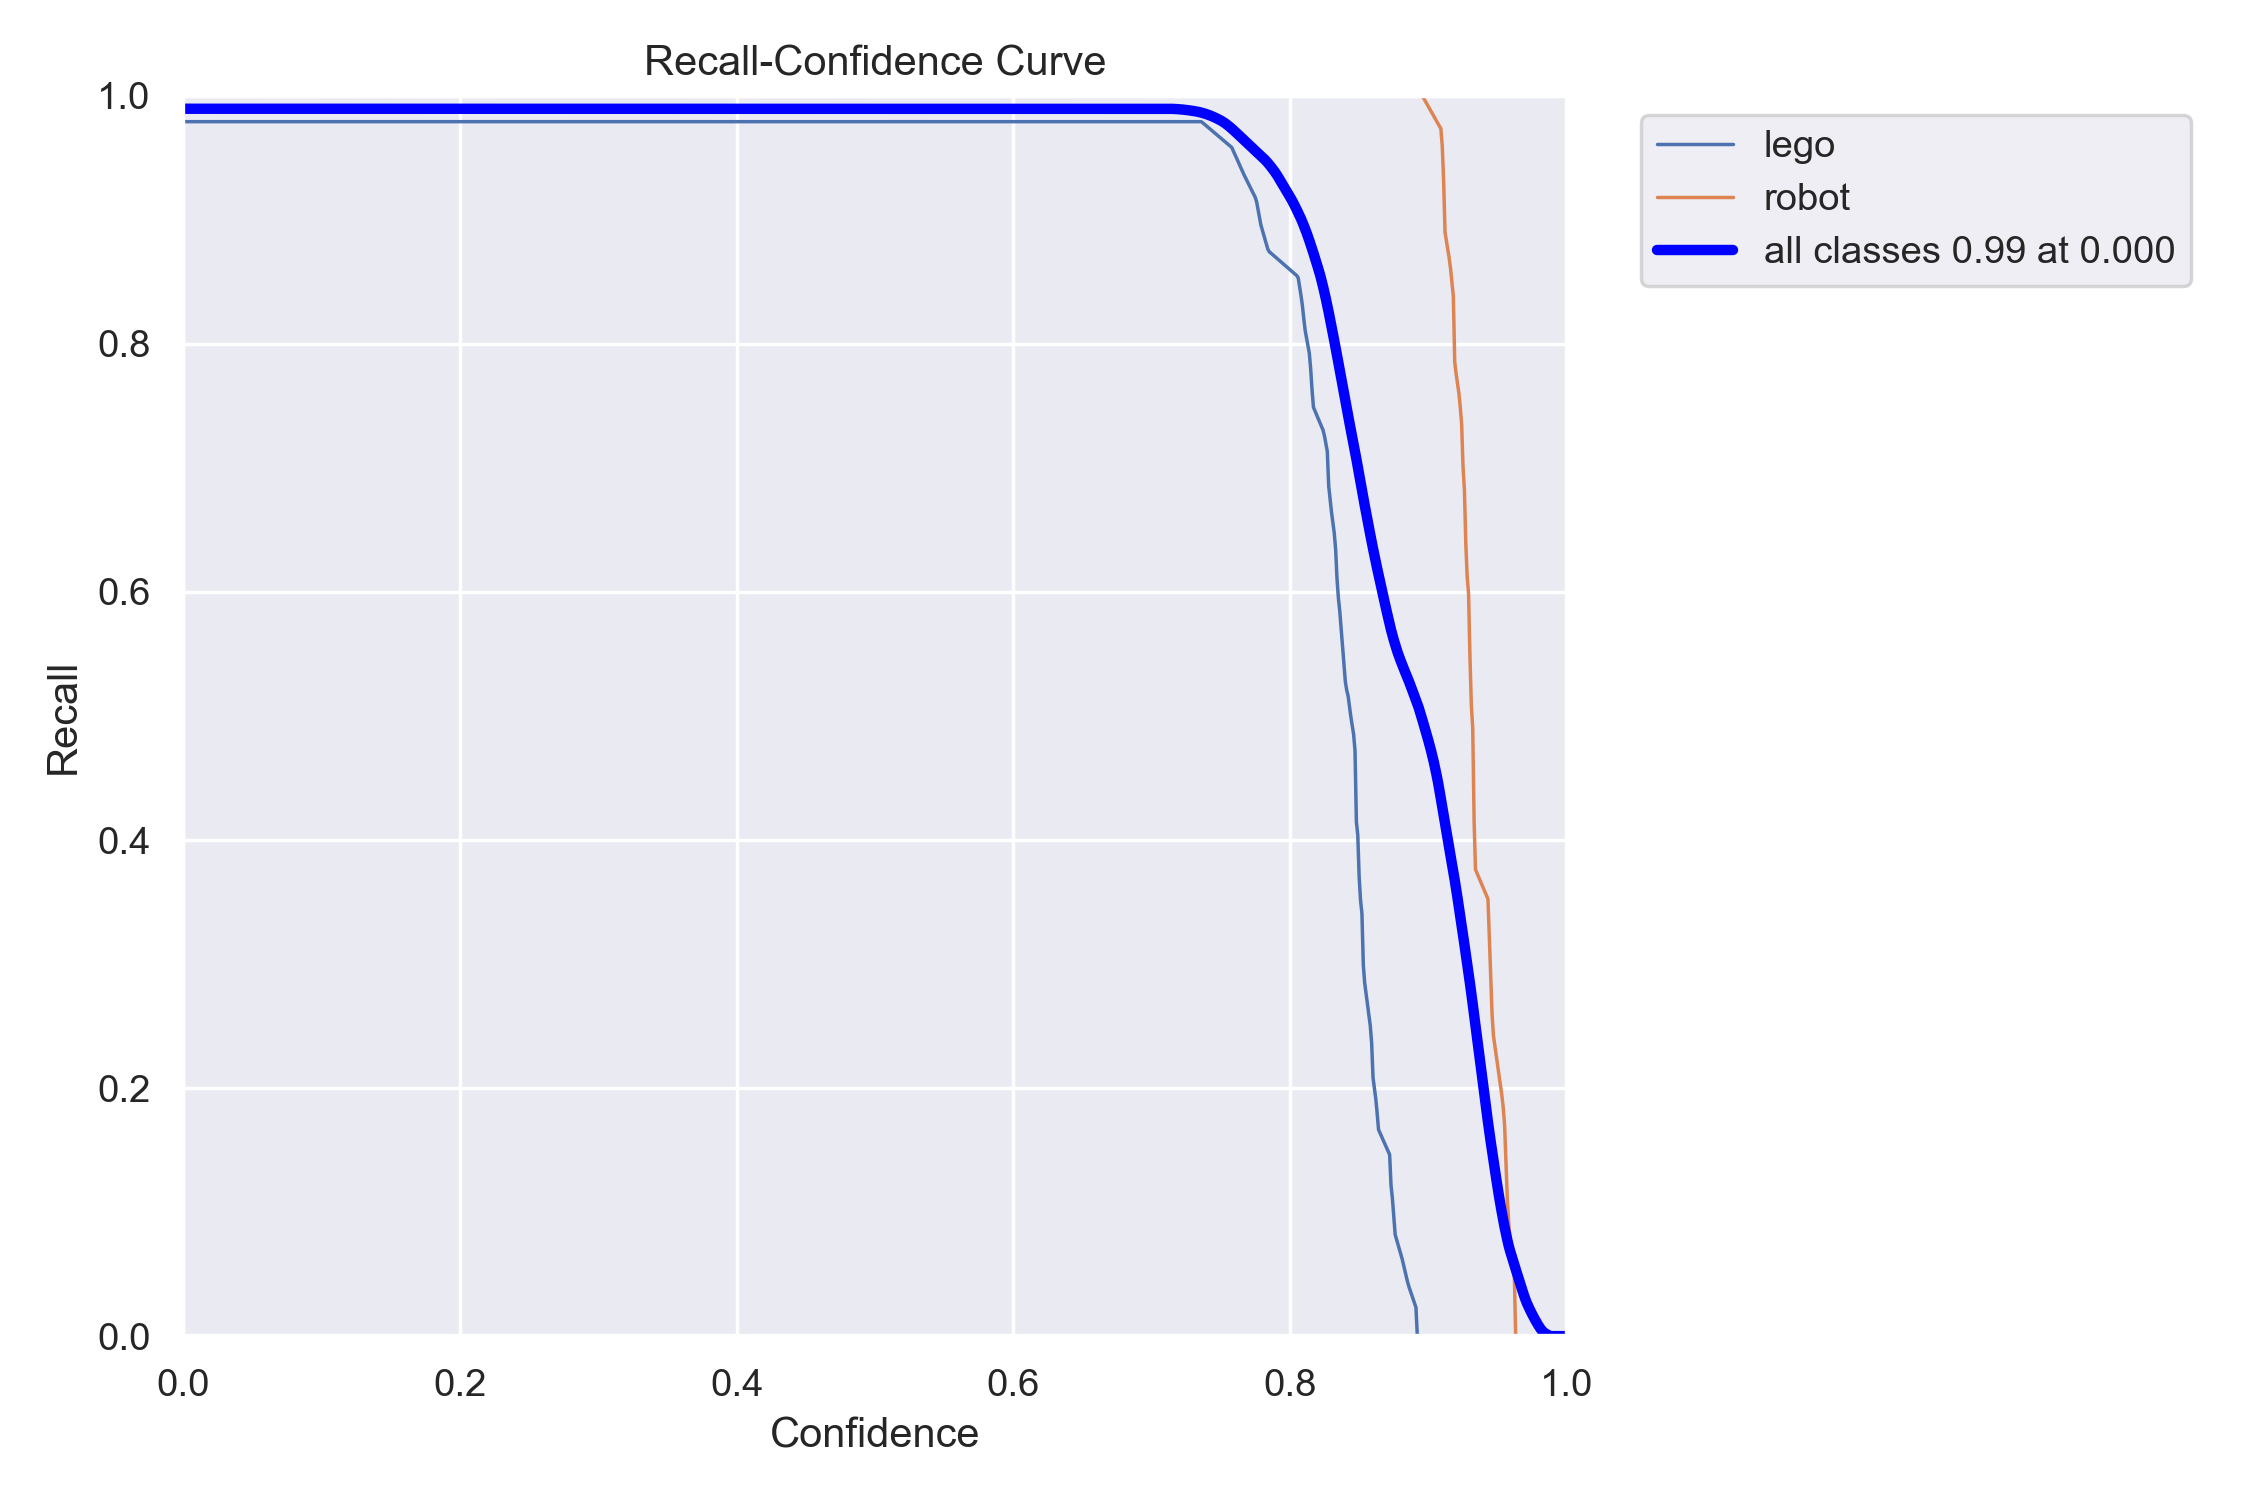 Recall-Confidence Curve
1.0
0.8
0.6
0.4
0.2
0.0
Recall
0.0 0.2 0.4 0.6 0.8 1.0
Confidence
lego
robot
all classes 0.99 at 0.000